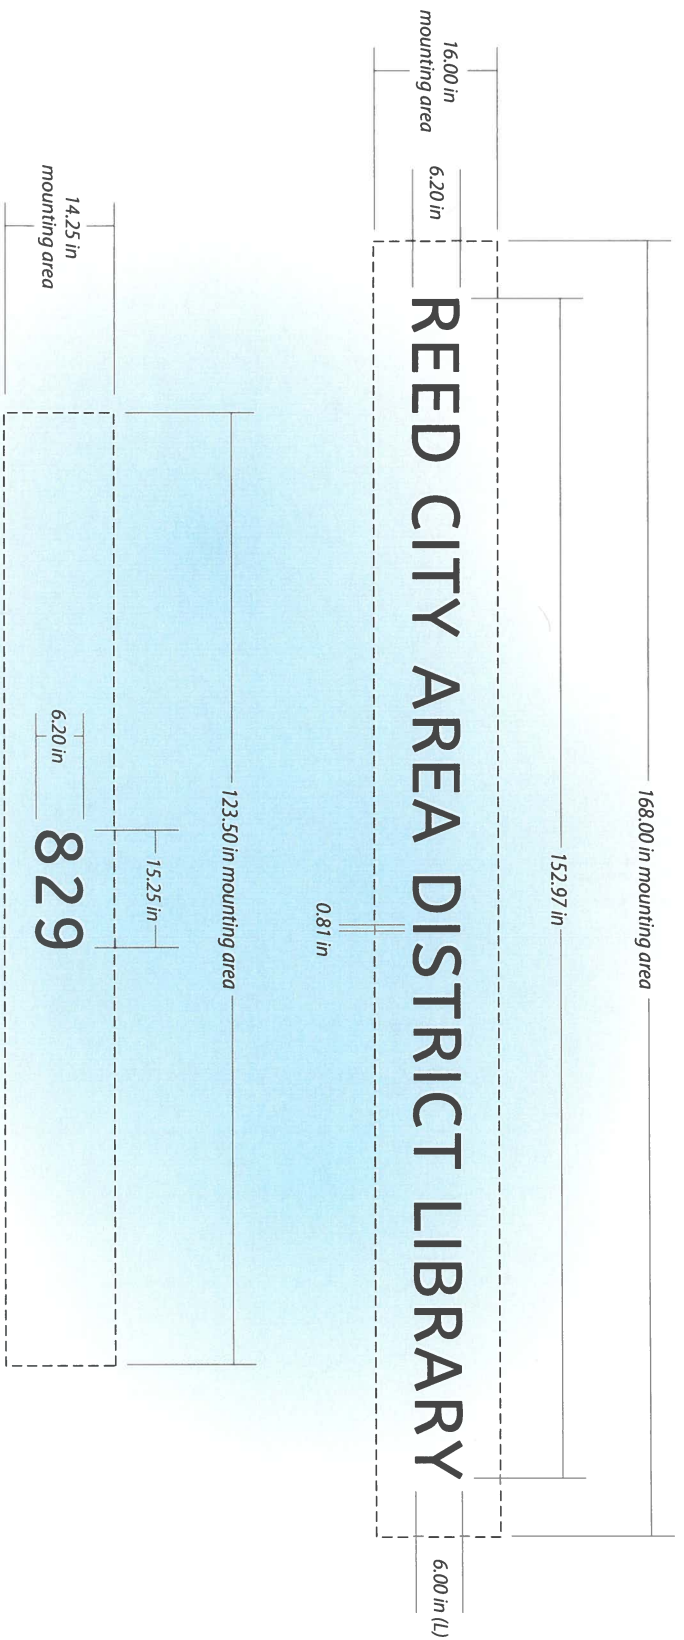 168.00 in mounting area
152.97 in
16.00 in
mounting area
6.20 in
REED CITY AREA DISTRICT LIBRARY
6.00 in (L)
0.81 in
123.50 in mounting area
15.25 in
14.25 in
mounting area
6.20 in
829